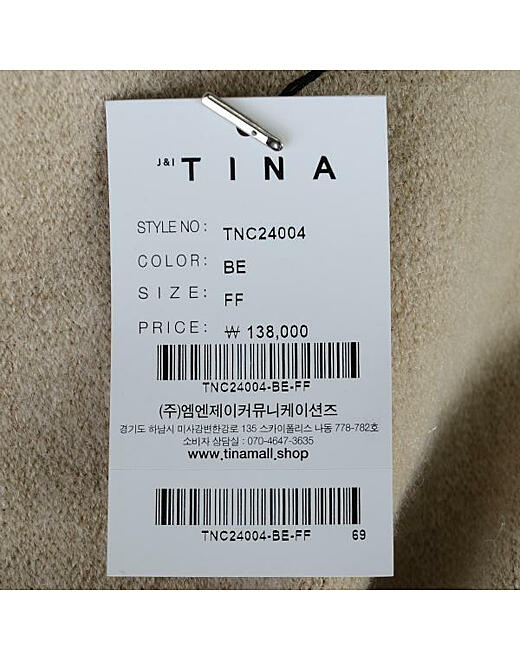 J&I TINA
STYLE NO : TNC24004
COLOR : BE
SIZE : FF
PRICE : ₩ 138,000
TNC24004-BE-FF
(주)엠엔제이커뮤니케이션즈
경기도 하남시 미사강변한강로 135 스카이폴리스 나동 778-782호
소비자 상담실 : 070-4647-3635
www.tinamall.shop
TNC24004-BE-FF 69